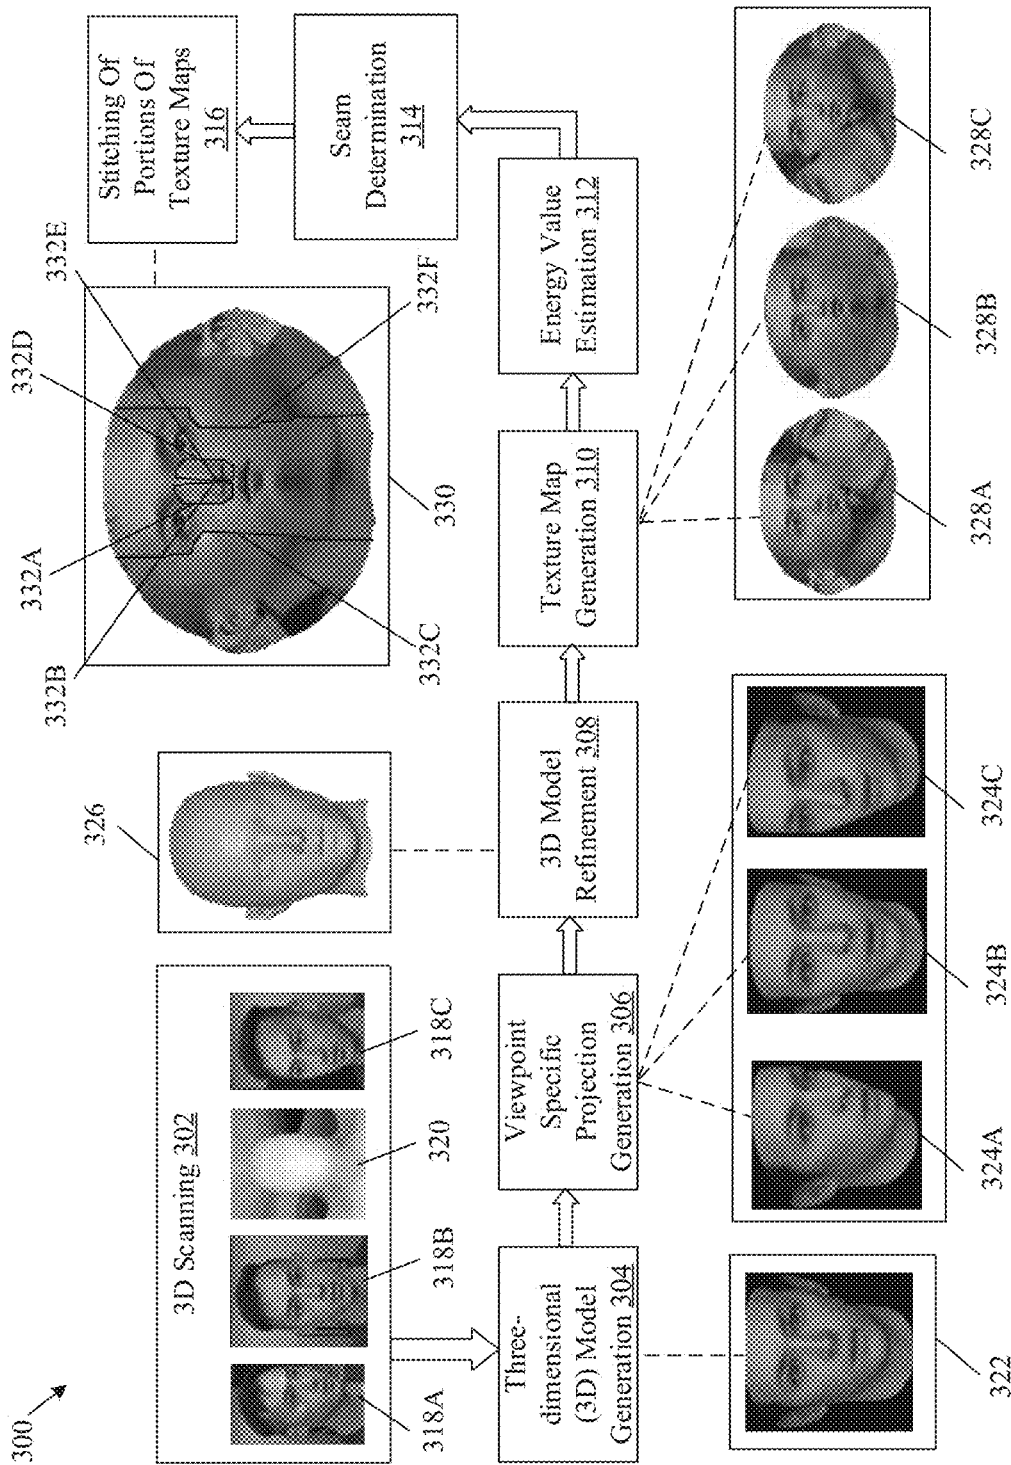 300
3D Scanning 302
318A
318B
320
318C
326
332A
332B
332C
332D
332E
332F
330
Three-
dimensional
(3D) Model
Generation 304
Viewpoint
Specific
Projection
Generation 306
3D Model
Refinement 308
Texture Map
Generation 310
Energy Value
Estimation 312
Seam
Determination
314
Stitching Of
Portions Of
Texture Maps
316
322
324A
324B
324C
328A
328B
328C